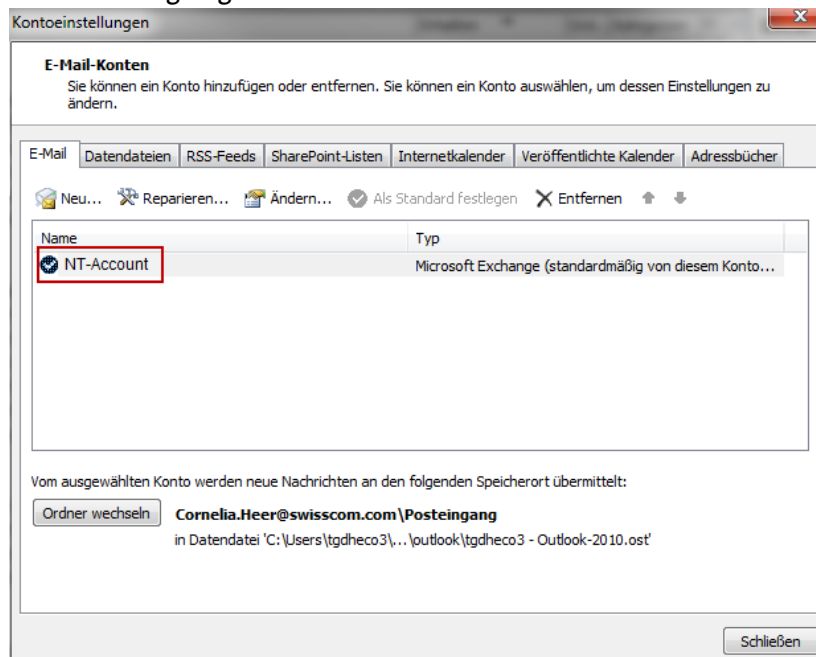 Kontoeinstellungen
E-Mail-Konten
Sie können ein Konto hinzufügen oder entfernen. Sie können ein Konto auswählen, um dessen Einstellungen zu
ändern.
E-Mail Datendateien RSS-Feeds SharePoint-Listen Internetkalender Veröffentlichte Kalender Adressbücher
Neu... Reparieren... Ändern... Als Standard festlegen Entfernen
Name Typ
NT-Account Microsoft Exchange (standardmäßig von diesem Konto...
Vom ausgewählten Konto werden neue Nachrichten an den folgenden Speicherort übermittelt:
Ordner wechseln Cornelia.Heer@swisscom.com\Posteingang
in Datendatei 'C:\Users\tgdheco3\...\outlook\tgdheco3 - Outlook-2010.ost'
Schließen